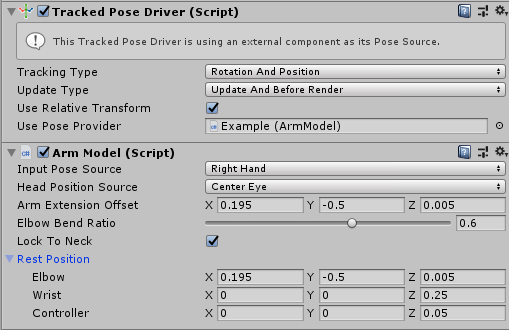 Tracked Pose Driver (Script)
This Tracked Pose Driver is using an external component as its Pose Source.
Tracking Type Rotation And Position
Update Type Update And Before Render
Use Relative Transform
Use Pose Provider Example (ArmModel)
Arm Model (Script)
Input Pose Source Right Hand
Head Position Source Center Eye
Arm Extension Offset X 0.195 Y -0.5 Z 0.005
Elbow Bend Ratio 0.6
Lock To Neck
Rest Position
Elbow X 0.195 Y -0.5 Z 0.005
Wrist X 0 Y 0 Z 0.25
Controller X 0 Y 0 Z 0.05